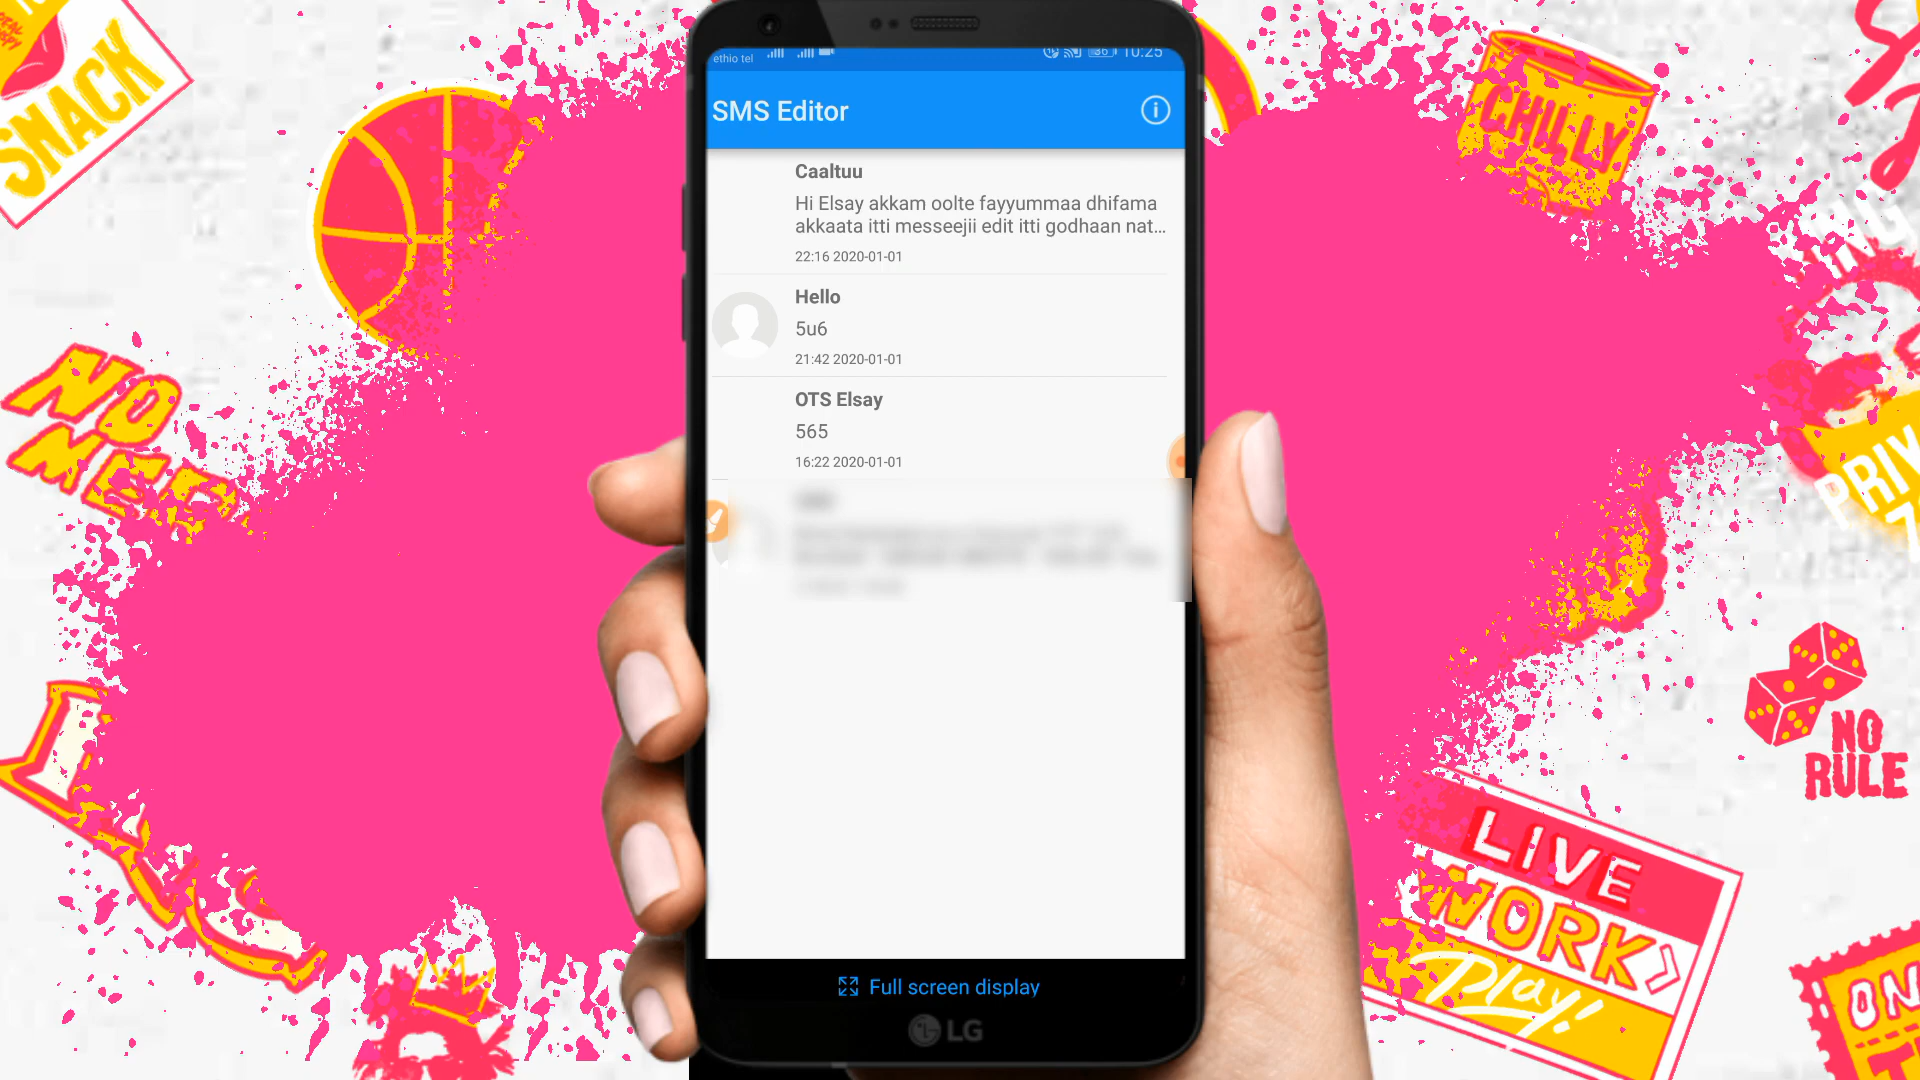 SNACK
CHILLY
NO
ethio tel
36
10:25
SMS Editor
Caaltuu
Hi Elsay akkam oolte fayyummaa dhifama
akkaata itti messeejii edit itti godhaan nat...
22:16 2020-01-01
Hello
5u6
21:42 2020-01-01
OTS Elsay
565
16:22 2020-01-01
Full screen display
LG
NO
RULE
LIVE
WORK
Play!